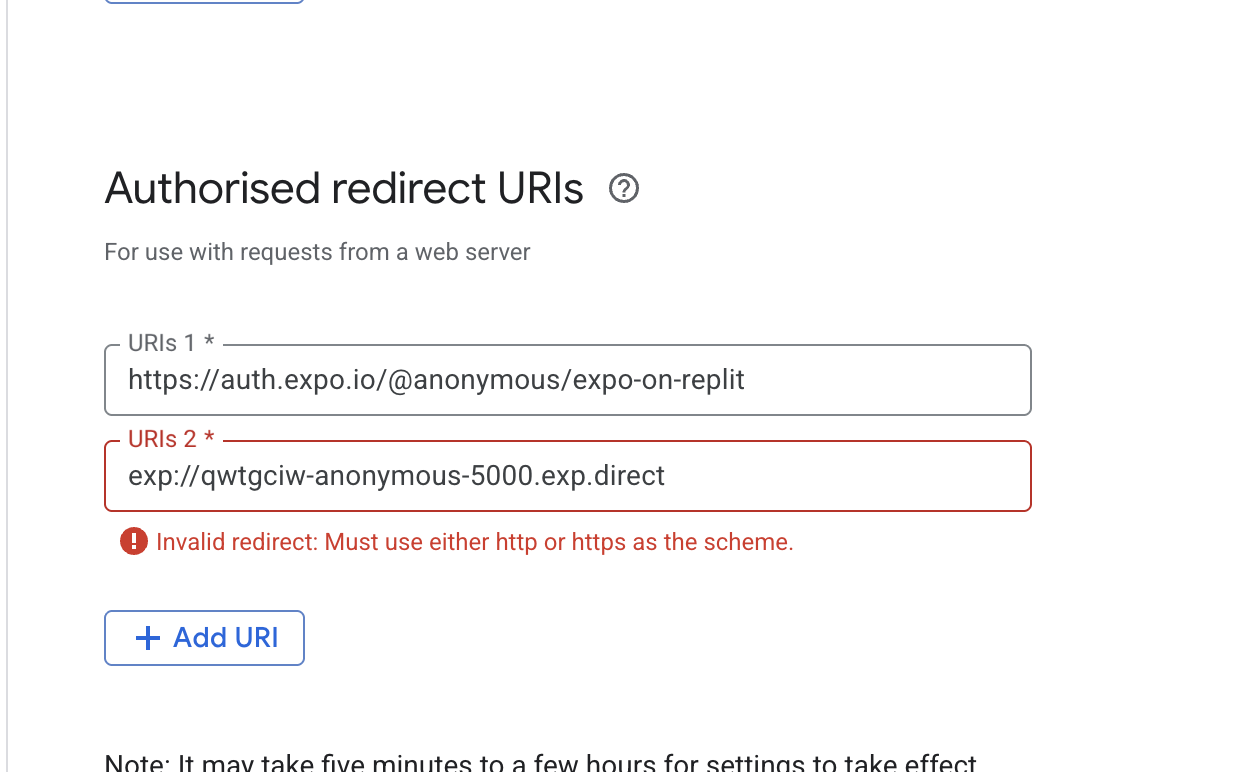 Authorised redirect URIs
For use with requests from a web server
URIs 1 *
https://auth.expo.io/@anonymous/expo-on-replit
URIs 2 *
exp://qwtgciw-anonymous-5000.exp.direct
Invalid redirect: Must use either http or https as the scheme.
+ Add URI
Note: It may take five minutes to a few hours for settings to take effect